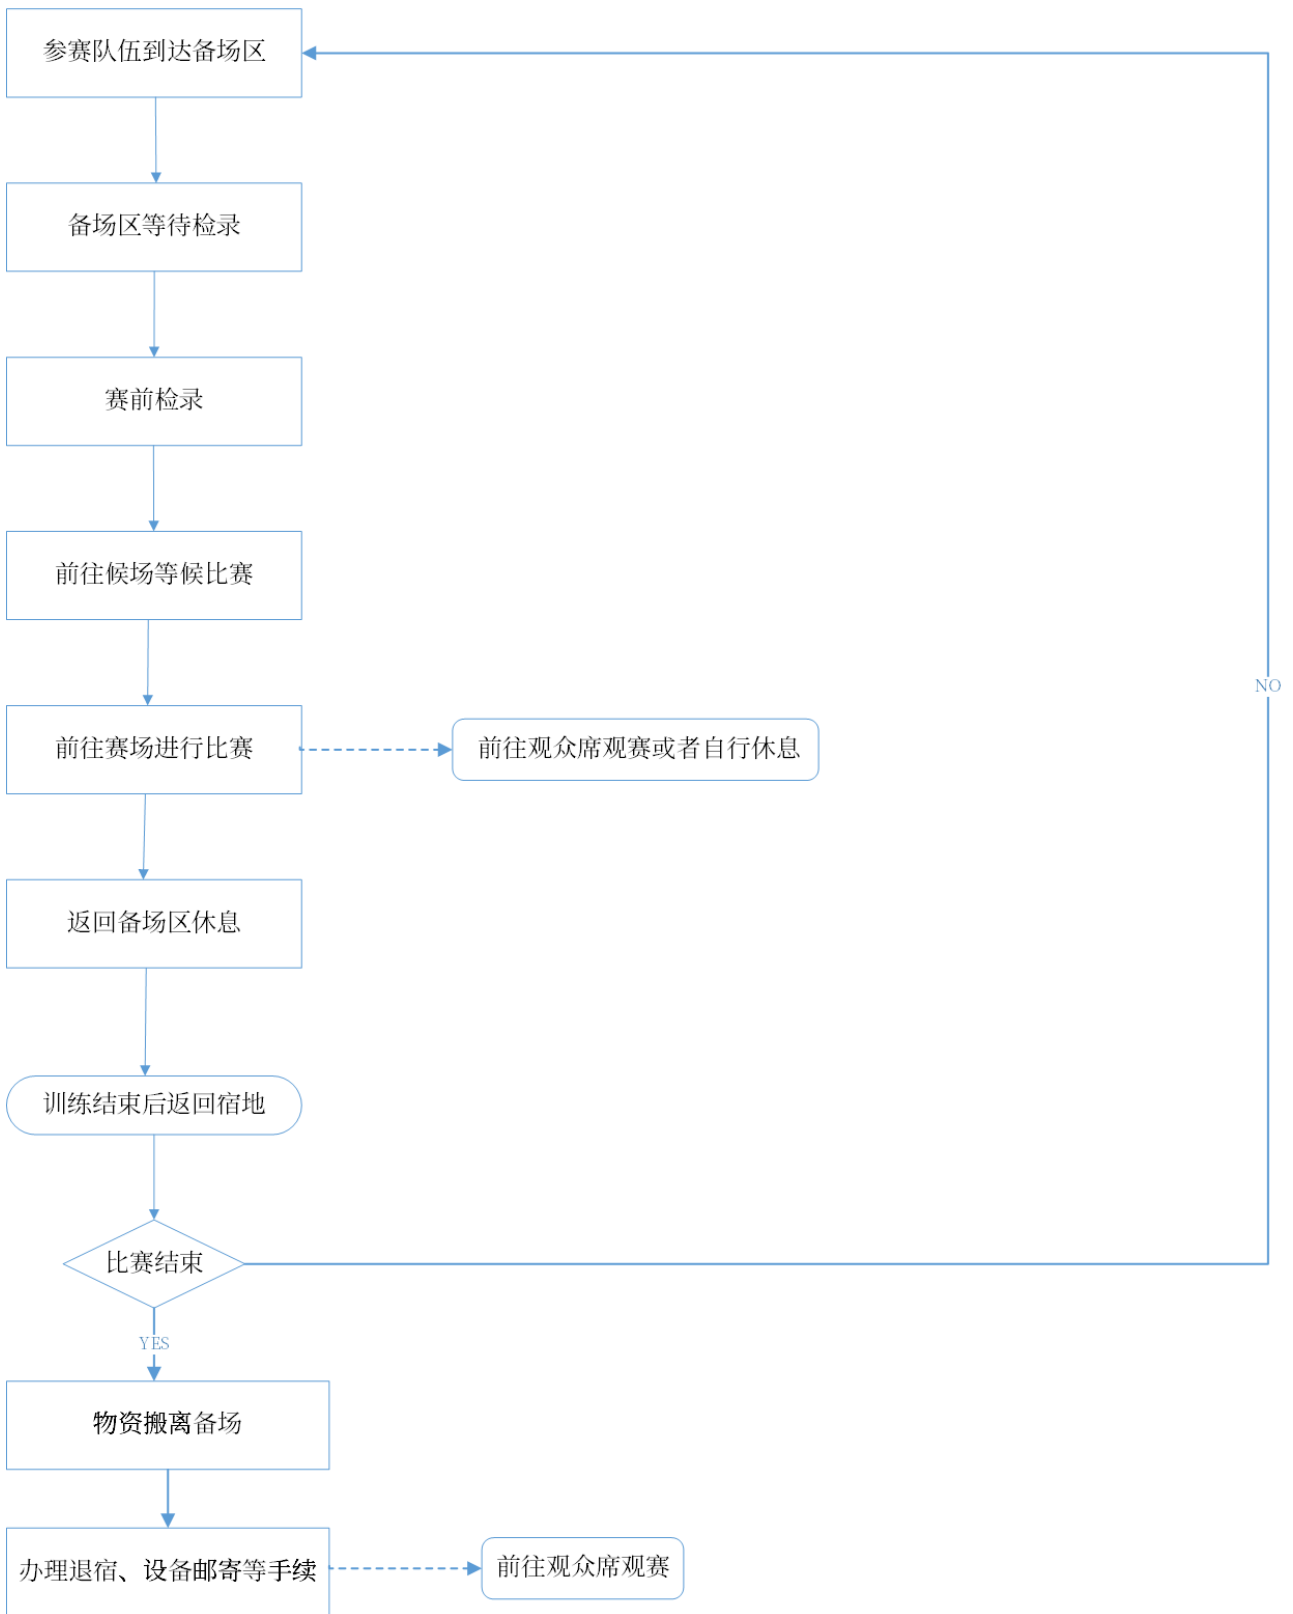 参赛队伍到达备场区
备场区等待检录
赛前检录
前往候场等候比赛
NO
前往赛场进行比赛
前往观众席观赛或者自行休息
返回备场区休息
训练结束后返回宿地
比赛结束
YES
物资搬离备场
办理退宿、设备邮寄等手续
前往观众席观赛